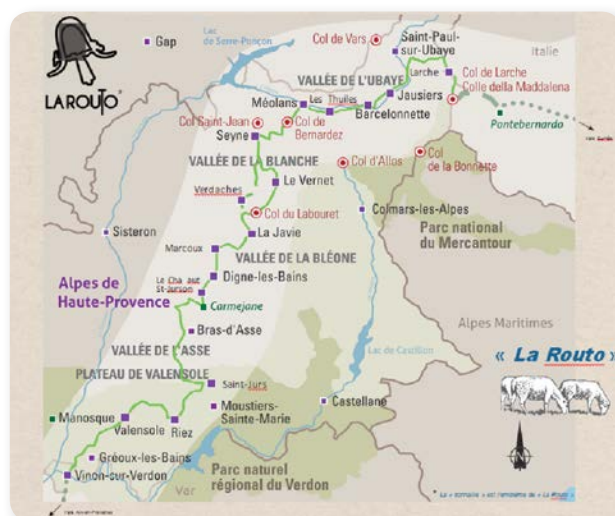 LAROUTO
Gap
Lac
de Serre-Ponçon
Col de Vars
Saint-Paul-
sur-Ubaye
Italie
VALLÉE DE L'UBAYE
Larche
Col de Larche
Colle della Maddalena
Méolans
Les Thuiles
Jausiers
Barcelonnette
Pontebernardo
Col Saint-Jean
Col de
Bernardez
Seyne
Col d'Allos
Col
de la Bonnette
VALLÉE DE LA BLANCHE
Le Vernet
Verdaches
Col du Labouret
Colmars-les-Alpes
Sisteron
La Javie
Parc national
du Mercantour
Marcoux
VALLÉE DE LA BLÉONE
Digne-les-Bains
Alpes de
Haute-Provence
Le Cha aut
St-Jurson
Carmejane
Bras-d'Asse
Alpes Maritimes
VALLÉE DE L'ASSE
Lac de Castillon
« La Routo »
PLATEAU DE VALENSOLE
Saint-Jurs
Manosque
Moustiers-
Sainte-Marie
Castellane
Valensole
Riez
Gréoux-les-Bains
Vinon-sur-Verdon
Parc naturel
régional du Verdon
Var